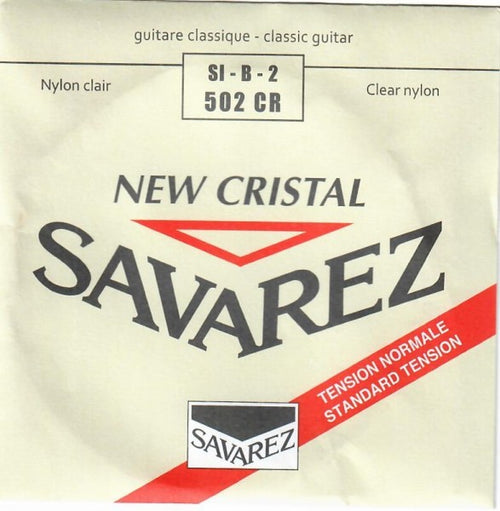 guitare classique - classic guitar
SI - B - 2
502 CR
Nylon clair
Clear nylon
NEW CRISTAL
SAVAREZ
TENSION NORMALE
STANDARD TENSION
SAVAREZ